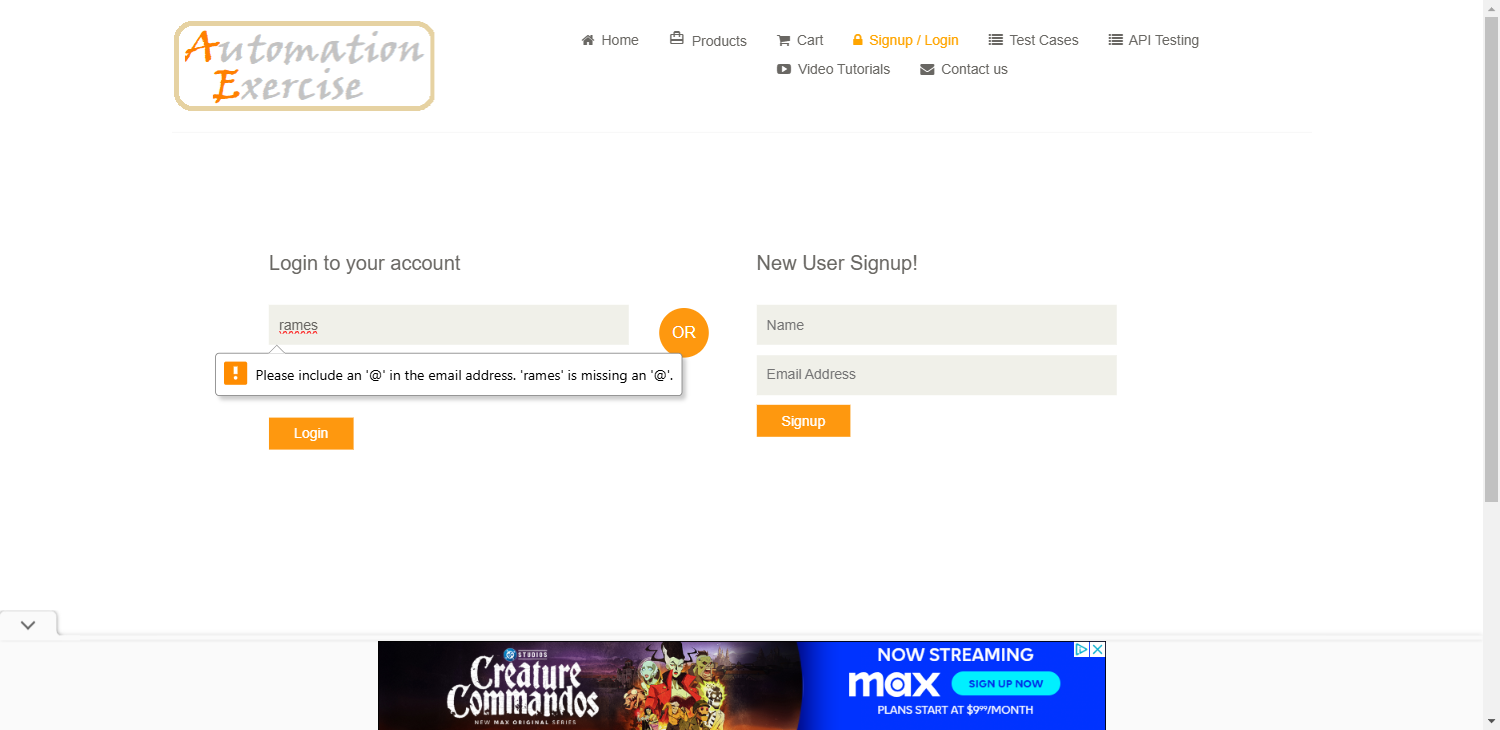 Automation
Exercise
Home
Products
Cart
Signup / Login
Test Cases
API Testing
Video Tutorials
Contact us
Login to your account
New User Signup!
rames
OR
Name
Please include an '@' in the email address. 'rames' is missing an '@'.
Email Address
Login
Signup
STUDIOS
Creature
Commandos
NEW MAX ORIGINAL SERIES
NOW STREAMING
max
SIGN UP NOW
PLANS START AT $9⁹⁹/MONTH